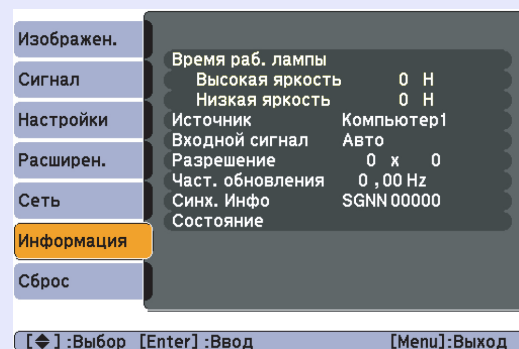 Изображен.
Сигнал
Настройки
Расширен.
Сеть
Информация
Сброс
Время раб. лампы
Высокая яркость 0 H
Низкая яркость 0 H
Источник Компьютер1
Входной сигнал Авто
Разрешение 0 x 0
Част. обновления 0 ,00 Hz
Синх. Инфо SGNN 00000
Состояние
[◆] :Выбор [Enter] :Ввод [Menu]:Выход